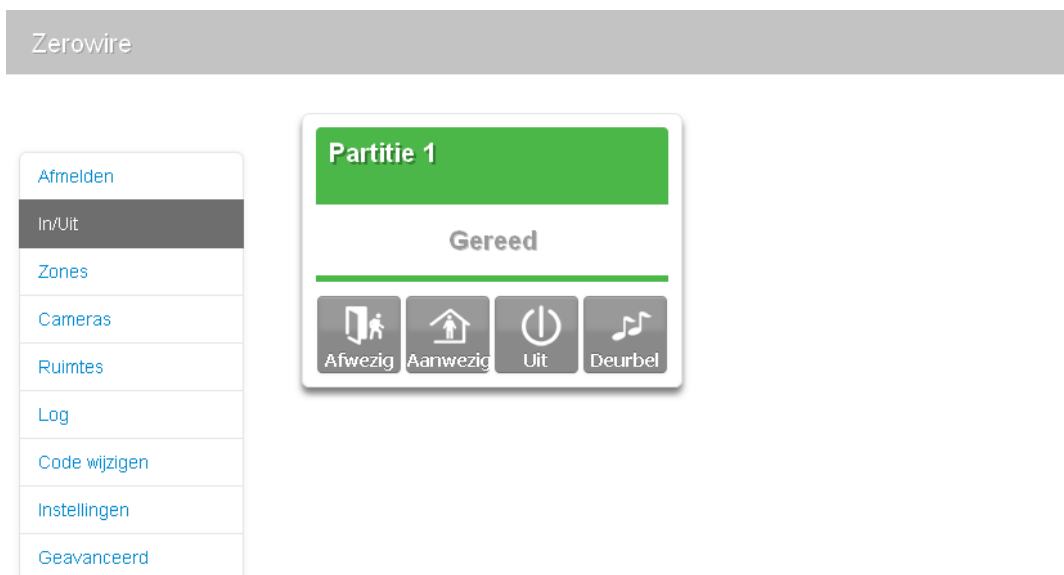 Zerowire
Afmelden
In/Uit
Zones
Cameras
Ruimtes
Log
Code wijzigen
Instellingen
Geavanceerd
Partitie 1
Gereed
Afwezig Aanwezig Uit Deurbel